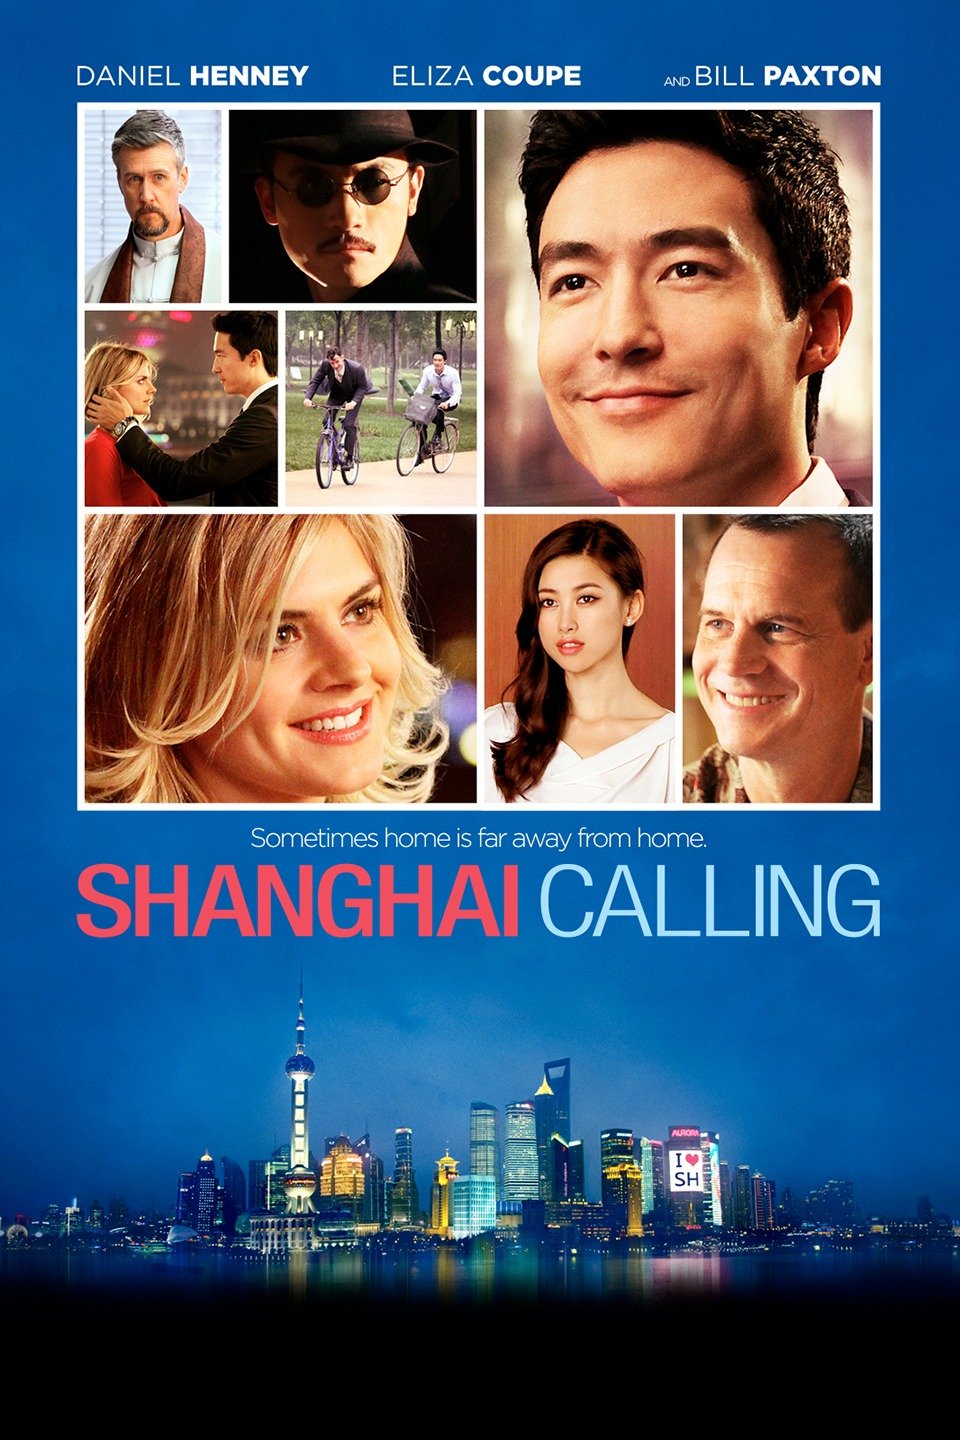 DANIEL HENNEY ELIZA COUPE AND BILL PAXTON
Sometimes home is far away from home.
SHANGHAI CALLING
AURORA
I ❤ SH